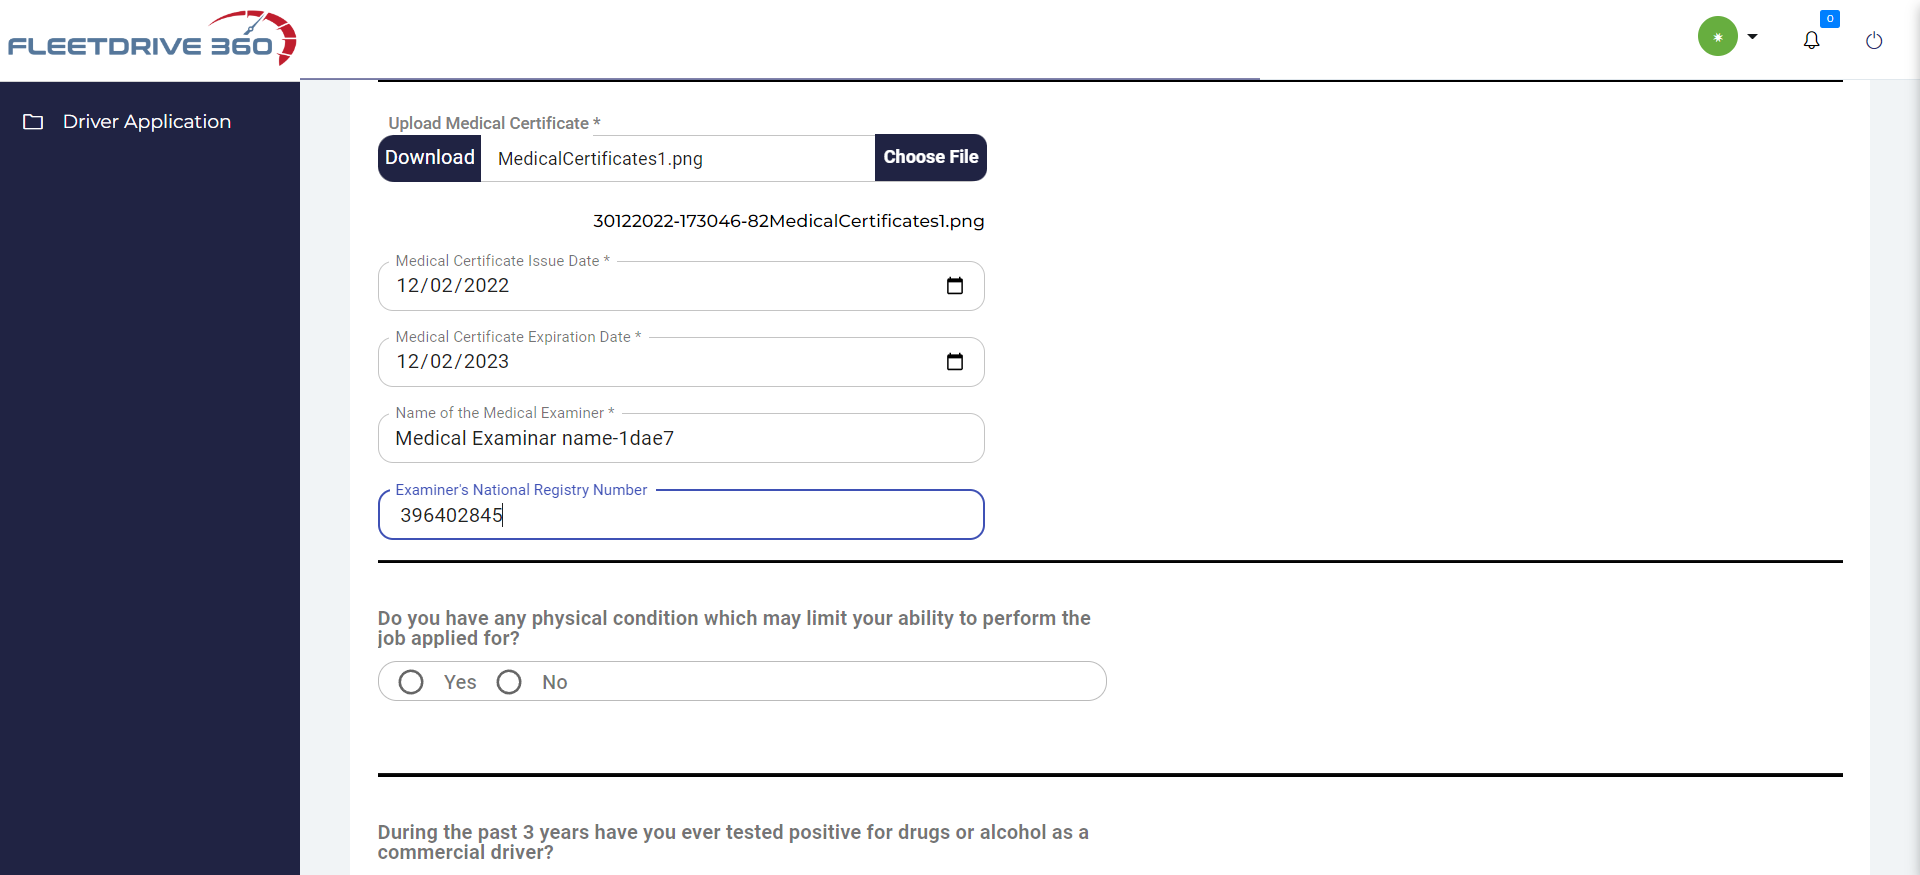 FLEETDRIVE 360
0
Driver Application
Upload Medical Certificate *
Download
MedicalCertificates1.png
Choose File
30122022-173046-82MedicalCertificates1.png
Medical Certificate Issue Date *
12/02/2022
Medical Certificate Expiration Date *
12/02/2023
Name of the Medical Examiner *
Medical Examinar name-1dae7
Examiner's National Registry Number
396402845
Do you have any physical condition which may limit your ability to perform the
job applied for?
Yes
No
During the past 3 years have you ever tested positive for drugs or alcohol as a
commercial driver?